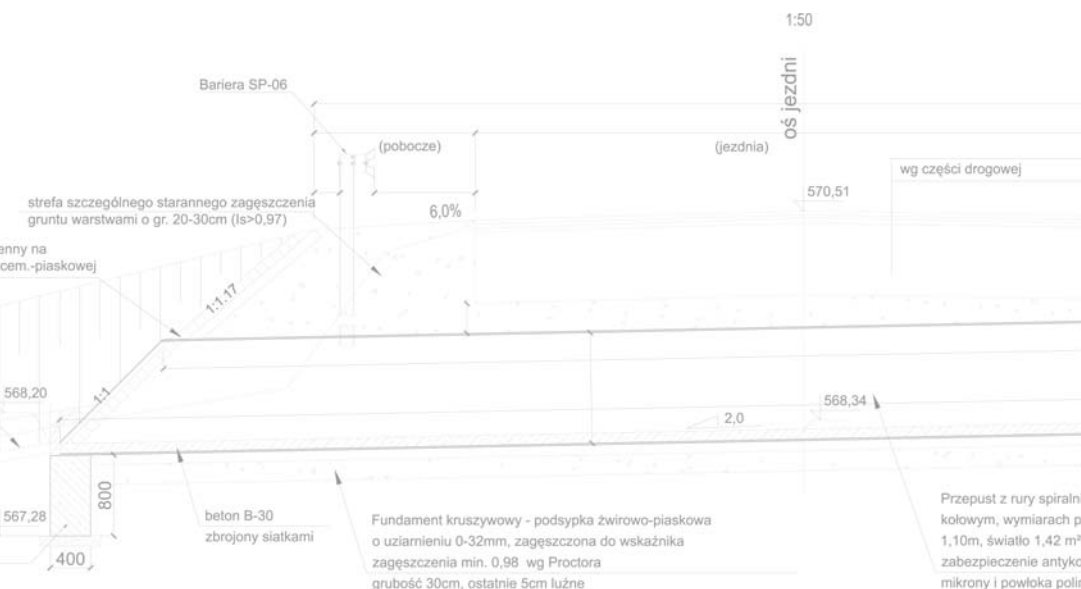 1:50
oś jezdni
Bariera SP-06
(pobocze)
(jezdnia)
wg części drogowej
570,51
strefa szczególnego starannego zagęszczenia
gruntu warstwami o gr. 20-30cm (Is>0,97)
6,0%
na
cem.-piaskowej
1:1.17
1:1
568,20
568,34
2,0
800
567,28
400
beton B-30
zbrojony siatkami
Fundament kruszywowy - podsypka żwirowo-piaskowa
o uziarnieniu 0-32mm, zagęszczona do wskaźnika
zagęszczenia min. 0,98 wg Proctora
grubość 30cm, ostatnie 5cm luźne
Przepust z rury
kołowym, wymiarach
1,10m, światło 1,42 m²
zabezpieczenie
mikrony i powłoka